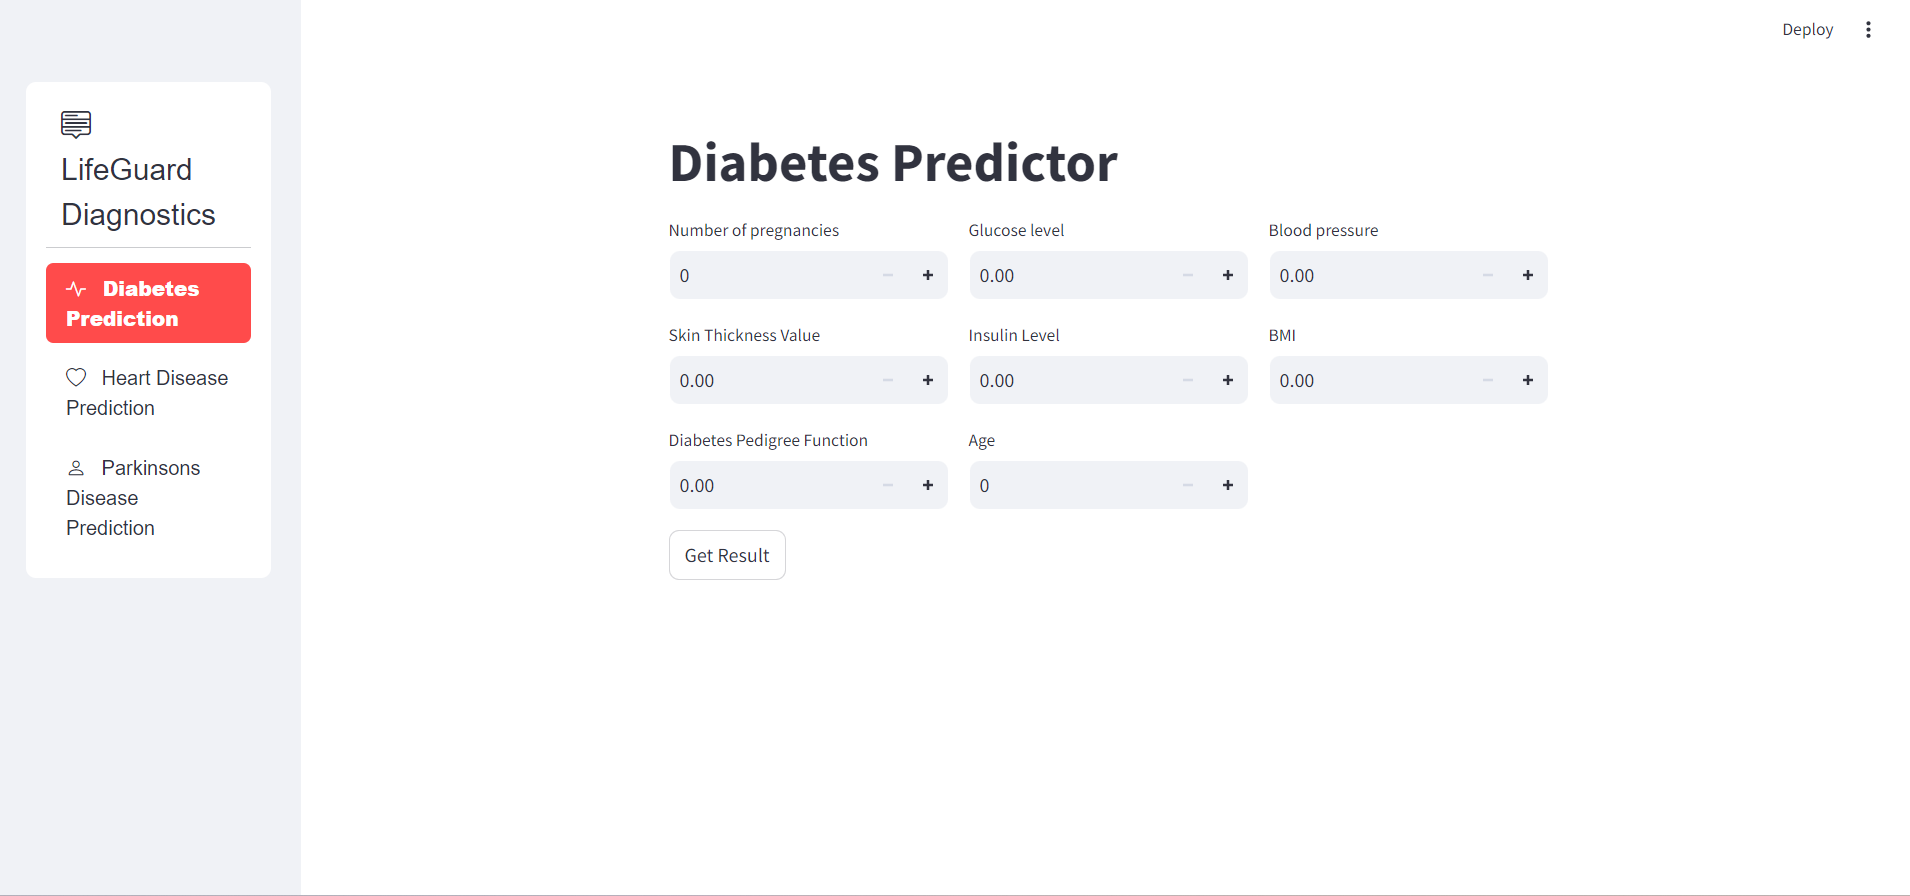 Deploy
LifeGuard
Diagnostics
Diabetes
Prediction
Heart Disease
Prediction
Parkinsons
Disease
Prediction
Diabetes Predictor
Number of pregnancies Glucose level Blood pressure
0 0.00 0.00
Skin Thickness Value Insulin Level BMI
0.00 0.00 0.00
Diabetes Pedigree Function Age
0.00 0
Get Result